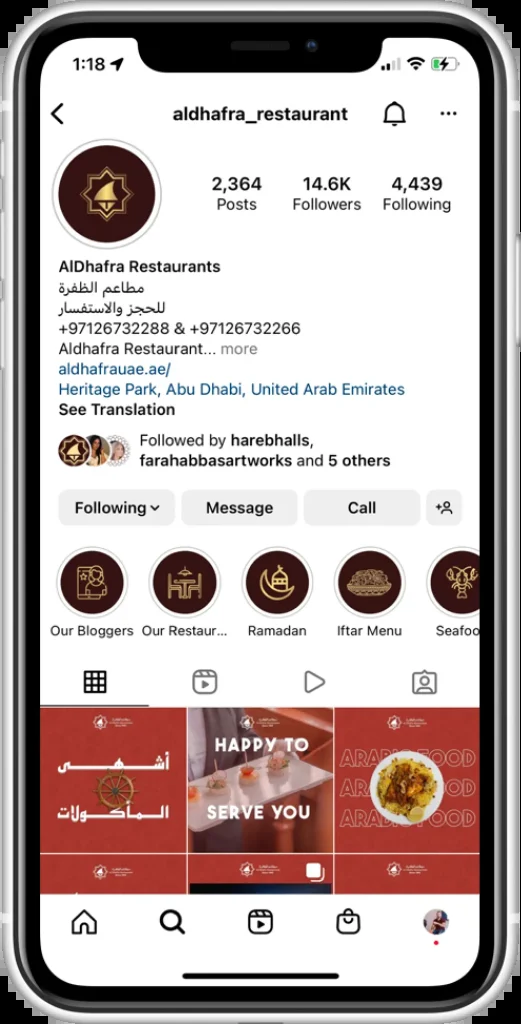 1:18
aldhafra_restaurant
2,364 14.6K 4,439
Posts Followers Following
AlDhafra Restaurants
مطاعم الظفرة
للحجز والاستفسار
+97126732288 & +97126732266
Aldhafra Restaurant... more
aldhafrauae.ae/
Heritage Park, Abu Dhabi, United Arab Emirates
See Translation
Followed by harebhalls,
farahabbasartworks and 5 others
Following Message Call
Our Bloggers Our Restaur... Ramadan Iftar Menu Seafoo
أشهى
المأكولات
HAPPY TO
SERVE YOU
ARABIC FOOD
ARABIC FOOD
ARABIC FOOD